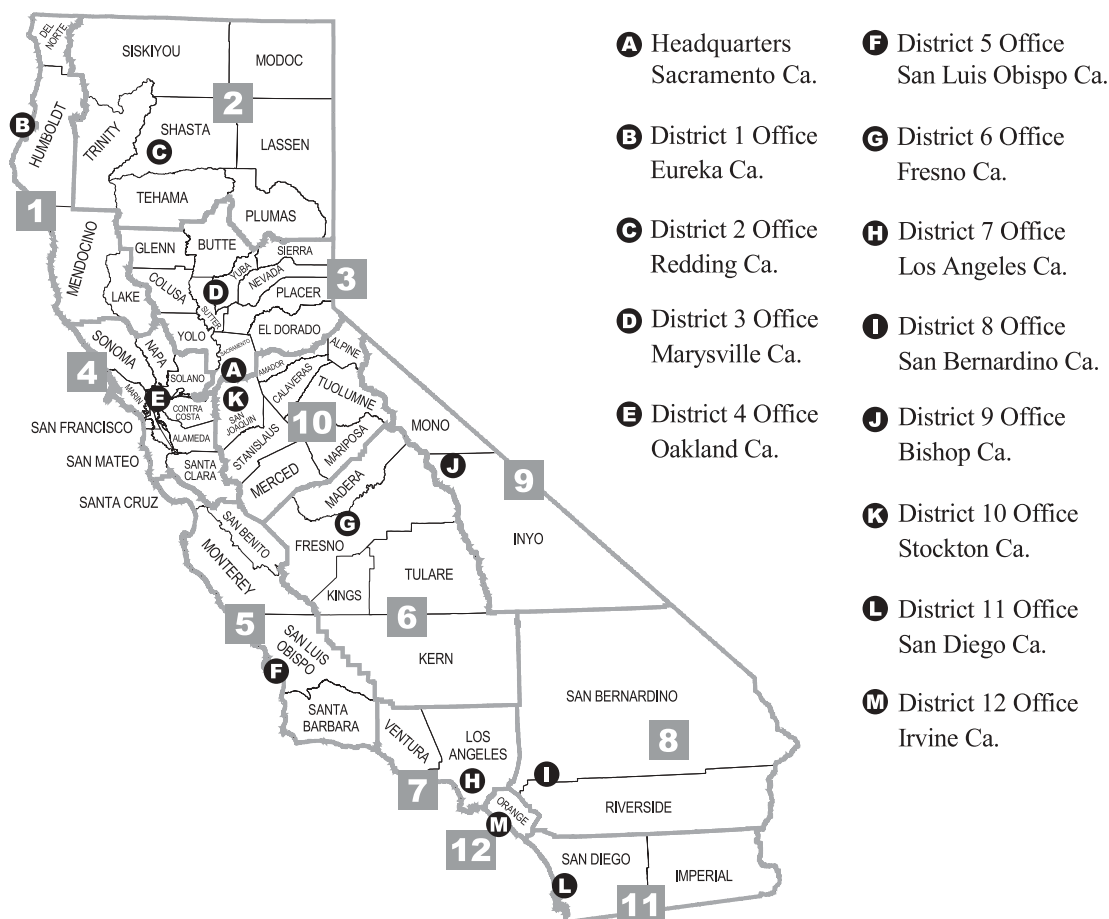 DEL
NORTE
SISKIYOU
MODOC
2
B
HUMBOLDT
TRINITY
SHASTA
C
LASSEN
TEHAMA
1
PLUMAS
MENDOCINO
GLENN
BUTTE
SIERRA
YUBA
NEVADA
3
COLUSA
LAKE
D
PLACER
SUTTER
YOLO
EL DORADO
SONOMA
NAPA
SACRAMENTO
ALPINE
4
SOLANO
A
AMADOR
MARIN
E
K
CALAVERAS
TUOLUMNE
CONTRA
COSTA
SAN
JOAQUIN
10
MONO
SAN FRANCISCO
ALAMEDA
STANISLAUS
MARIPOSA
SAN MATEO
SANTA
CLARA
MERCED
J
9
SANTA CRUZ
MADERA
SAN BENITO
G
FRESNO
INYO
MONTEREY
TULARE
KINGS
5
6
SAN LUIS
OBISPO
KERN
F
SAN BERNARDINO
SANTA
BARBARA
VENTURA
LOS
ANGELES
8
7
H
I
ORANGE
RIVERSIDE
M
12
SAN DIEGO
IMPERIAL
L
11
A Headquarters
Sacramento Ca.
B District 1 Office
Eureka Ca.
C District 2 Office
Redding Ca.
D District 3 Office
Marysville Ca.
E District 4 Office
Oakland Ca.
F District 5 Office
San Luis Obispo Ca.
G District 6 Office
Fresno Ca.
H District 7 Office
Los Angeles Ca.
I District 8 Office
San Bernardino Ca.
J District 9 Office
Bishop Ca.
K District 10 Office
Stockton Ca.
L District 11 Office
San Diego Ca.
M District 12 Office
Irvine Ca.